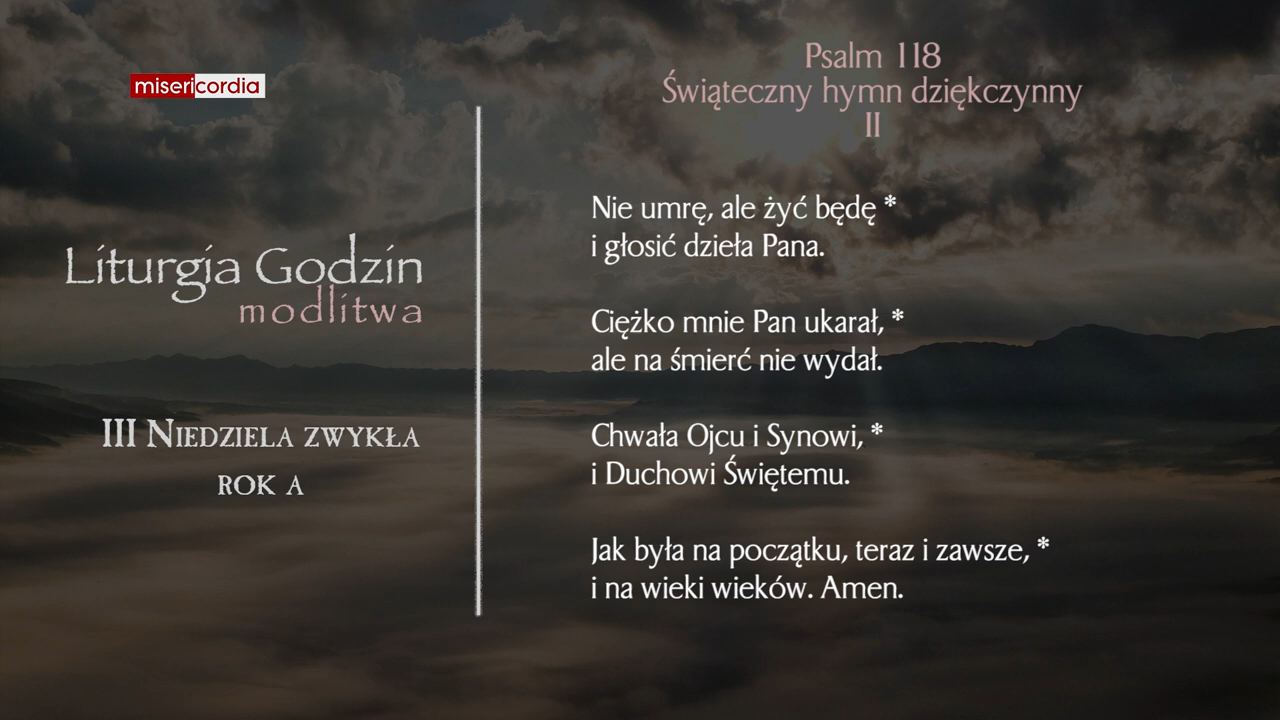 misericordia
Liturgia Godzin
modlitwa
III Niedziela zwykła
rok A
Psalm 118
Świąteczny hymn dziękczynny
II
Nie umrę, ale żyć będę *
i głosić dzieła Pana.
Ciężko mnie Pan ukarał, *
ale na śmierć nie wydał.
Chwała Ojcu i Synowi, *
i Duchowi Świętemu.
Jak była na początku, teraz i zawsze, *
i na wieki wieków. Amen.